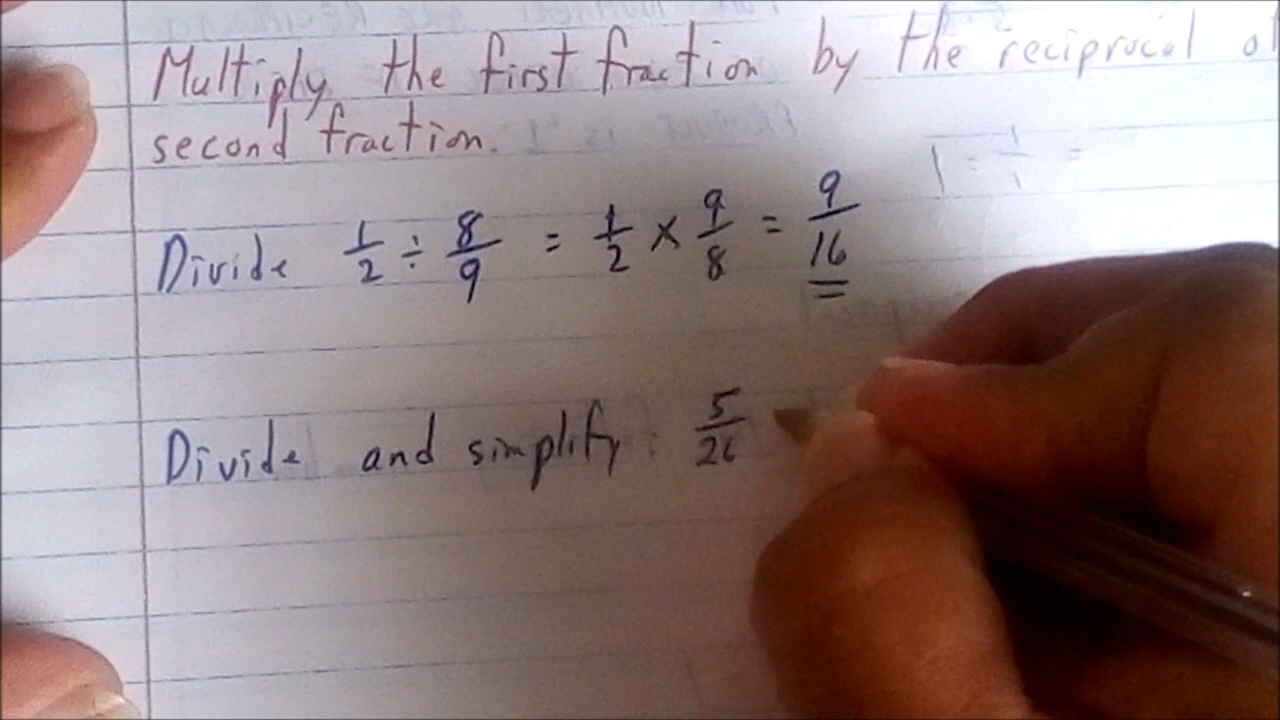 Multiply the first fraction by the reciprocal
second fraction.
Divide 1/2 ÷ 8/9 = 1/2 × 9/8 = 9/16
Divide and simplify: 5/26